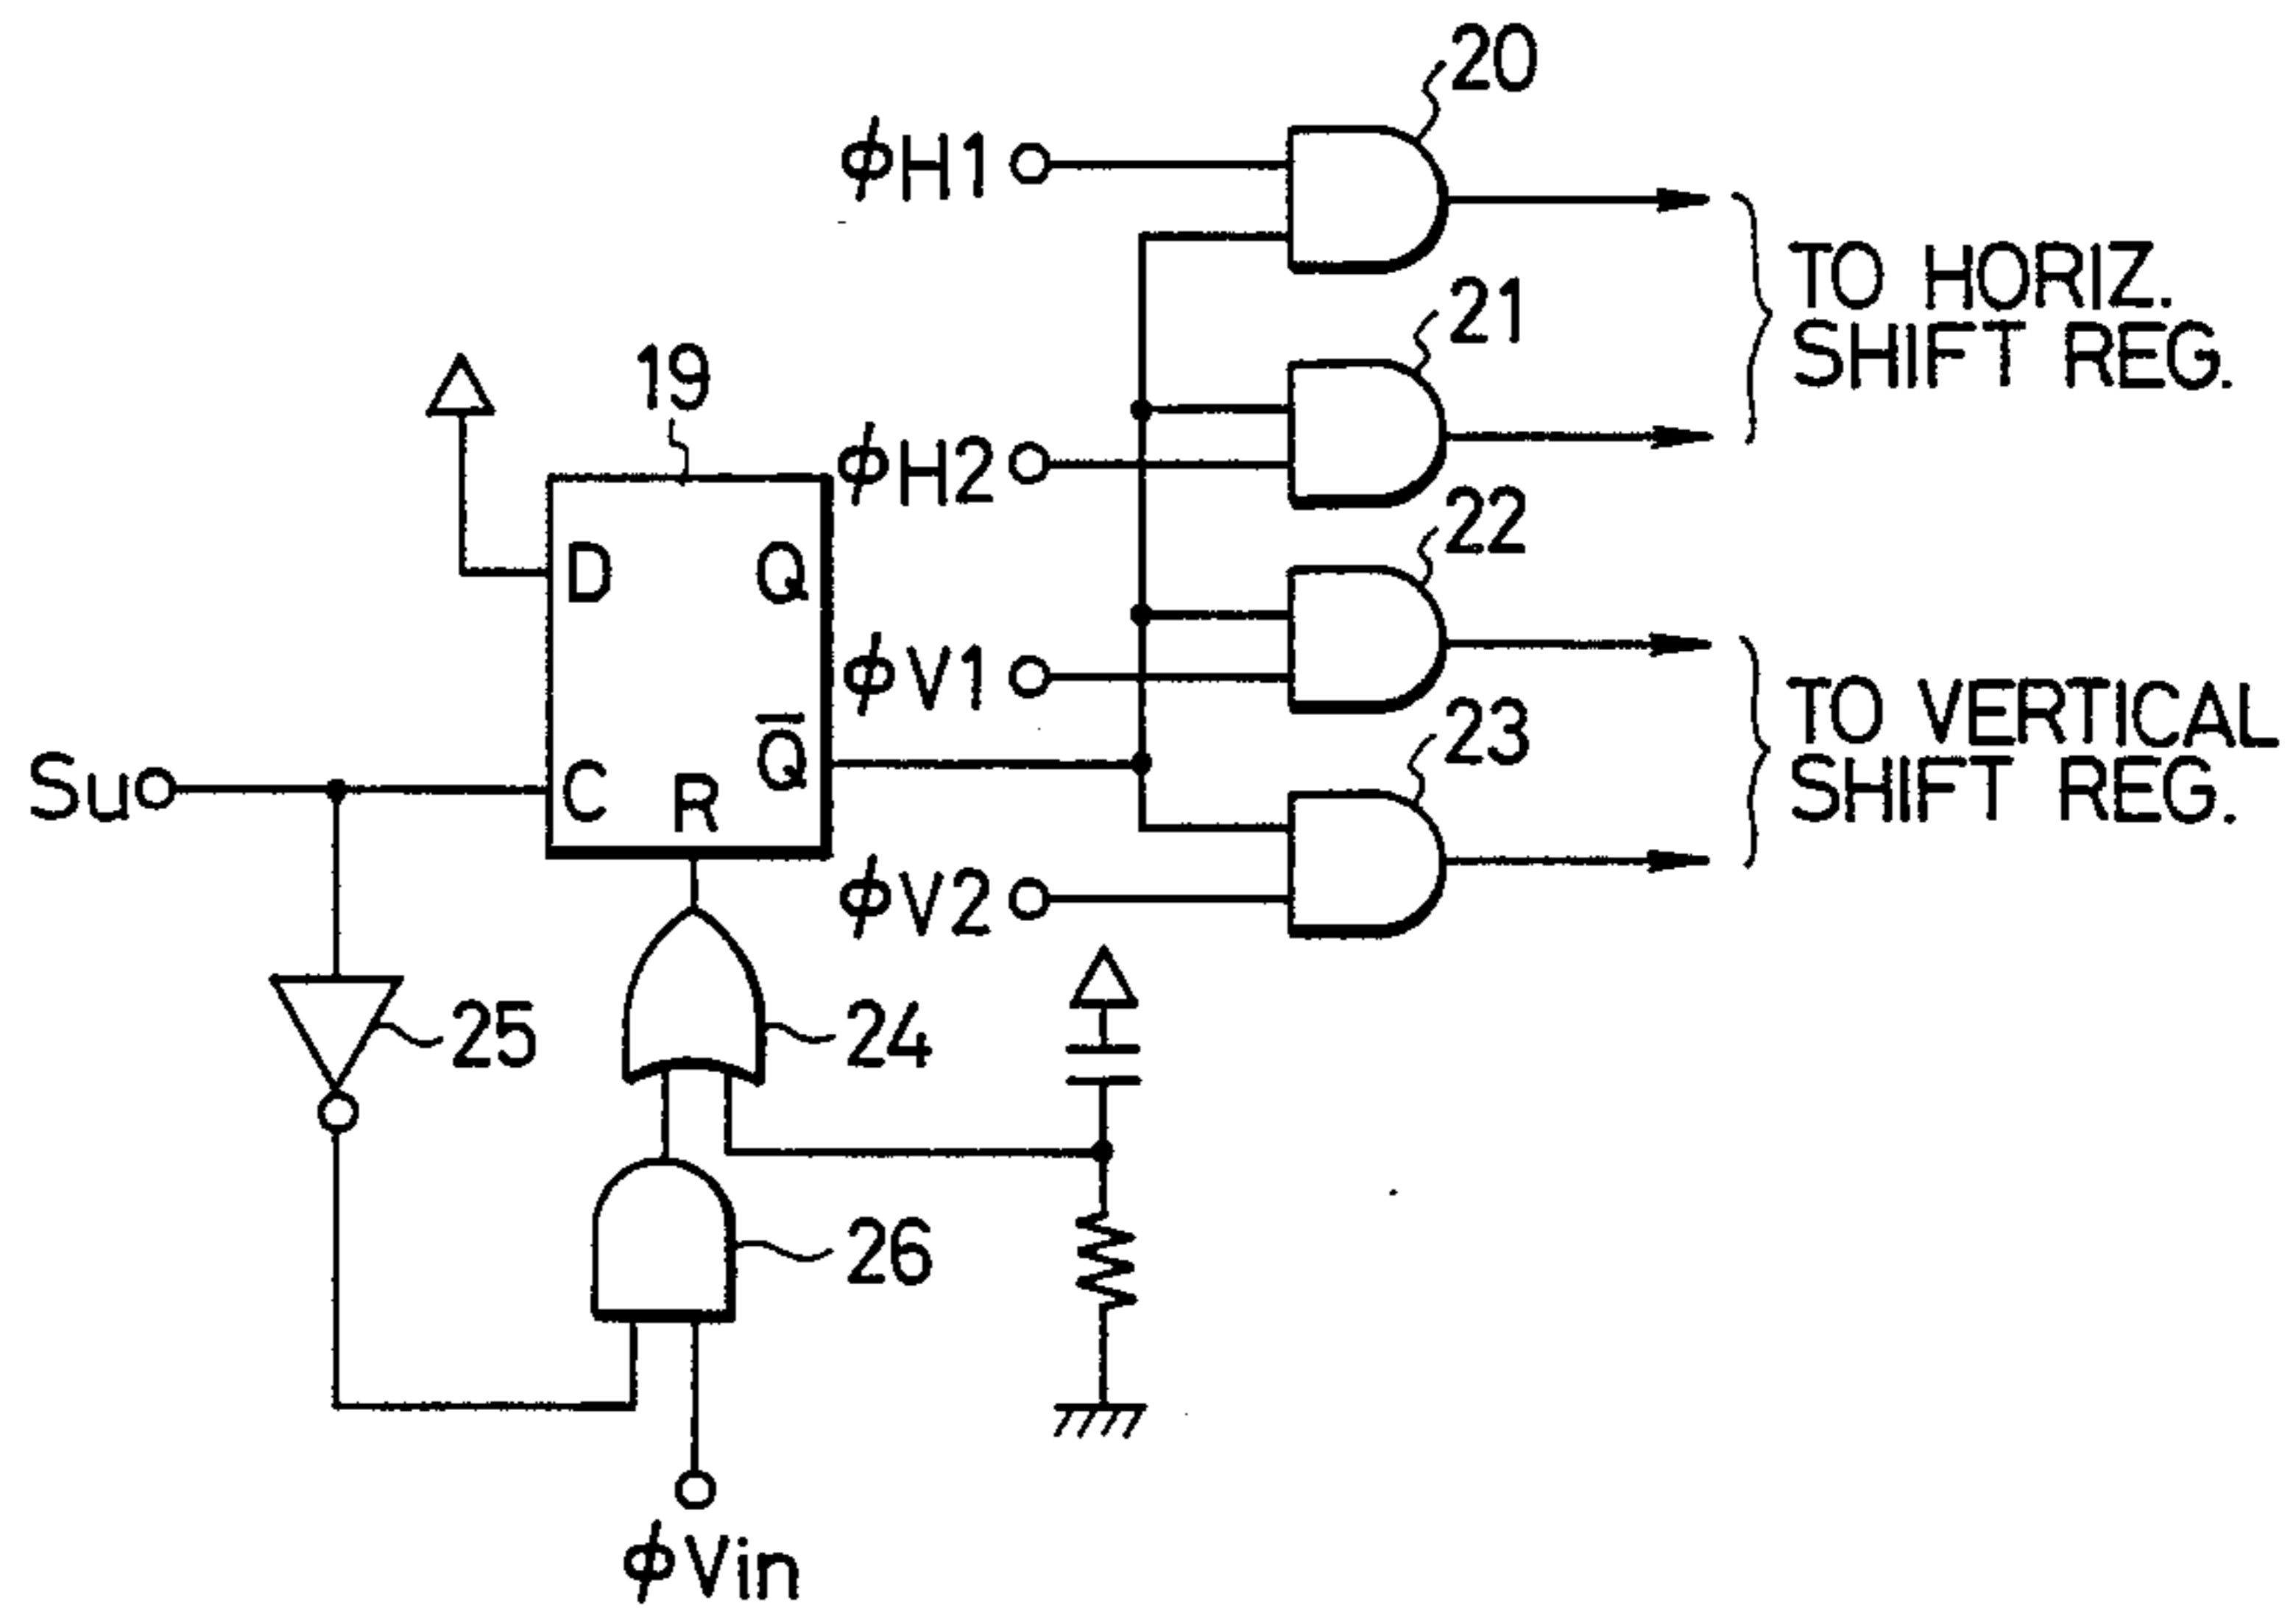 20
ϕH1
TO HORIZ.
SHIFT REG.
21
19
ϕH2
22
D
Q
ϕV1
TO VERTICAL
SHIFT REG.
23
Su
C
R
Q̅
ϕV2
25
24
26
ϕVin